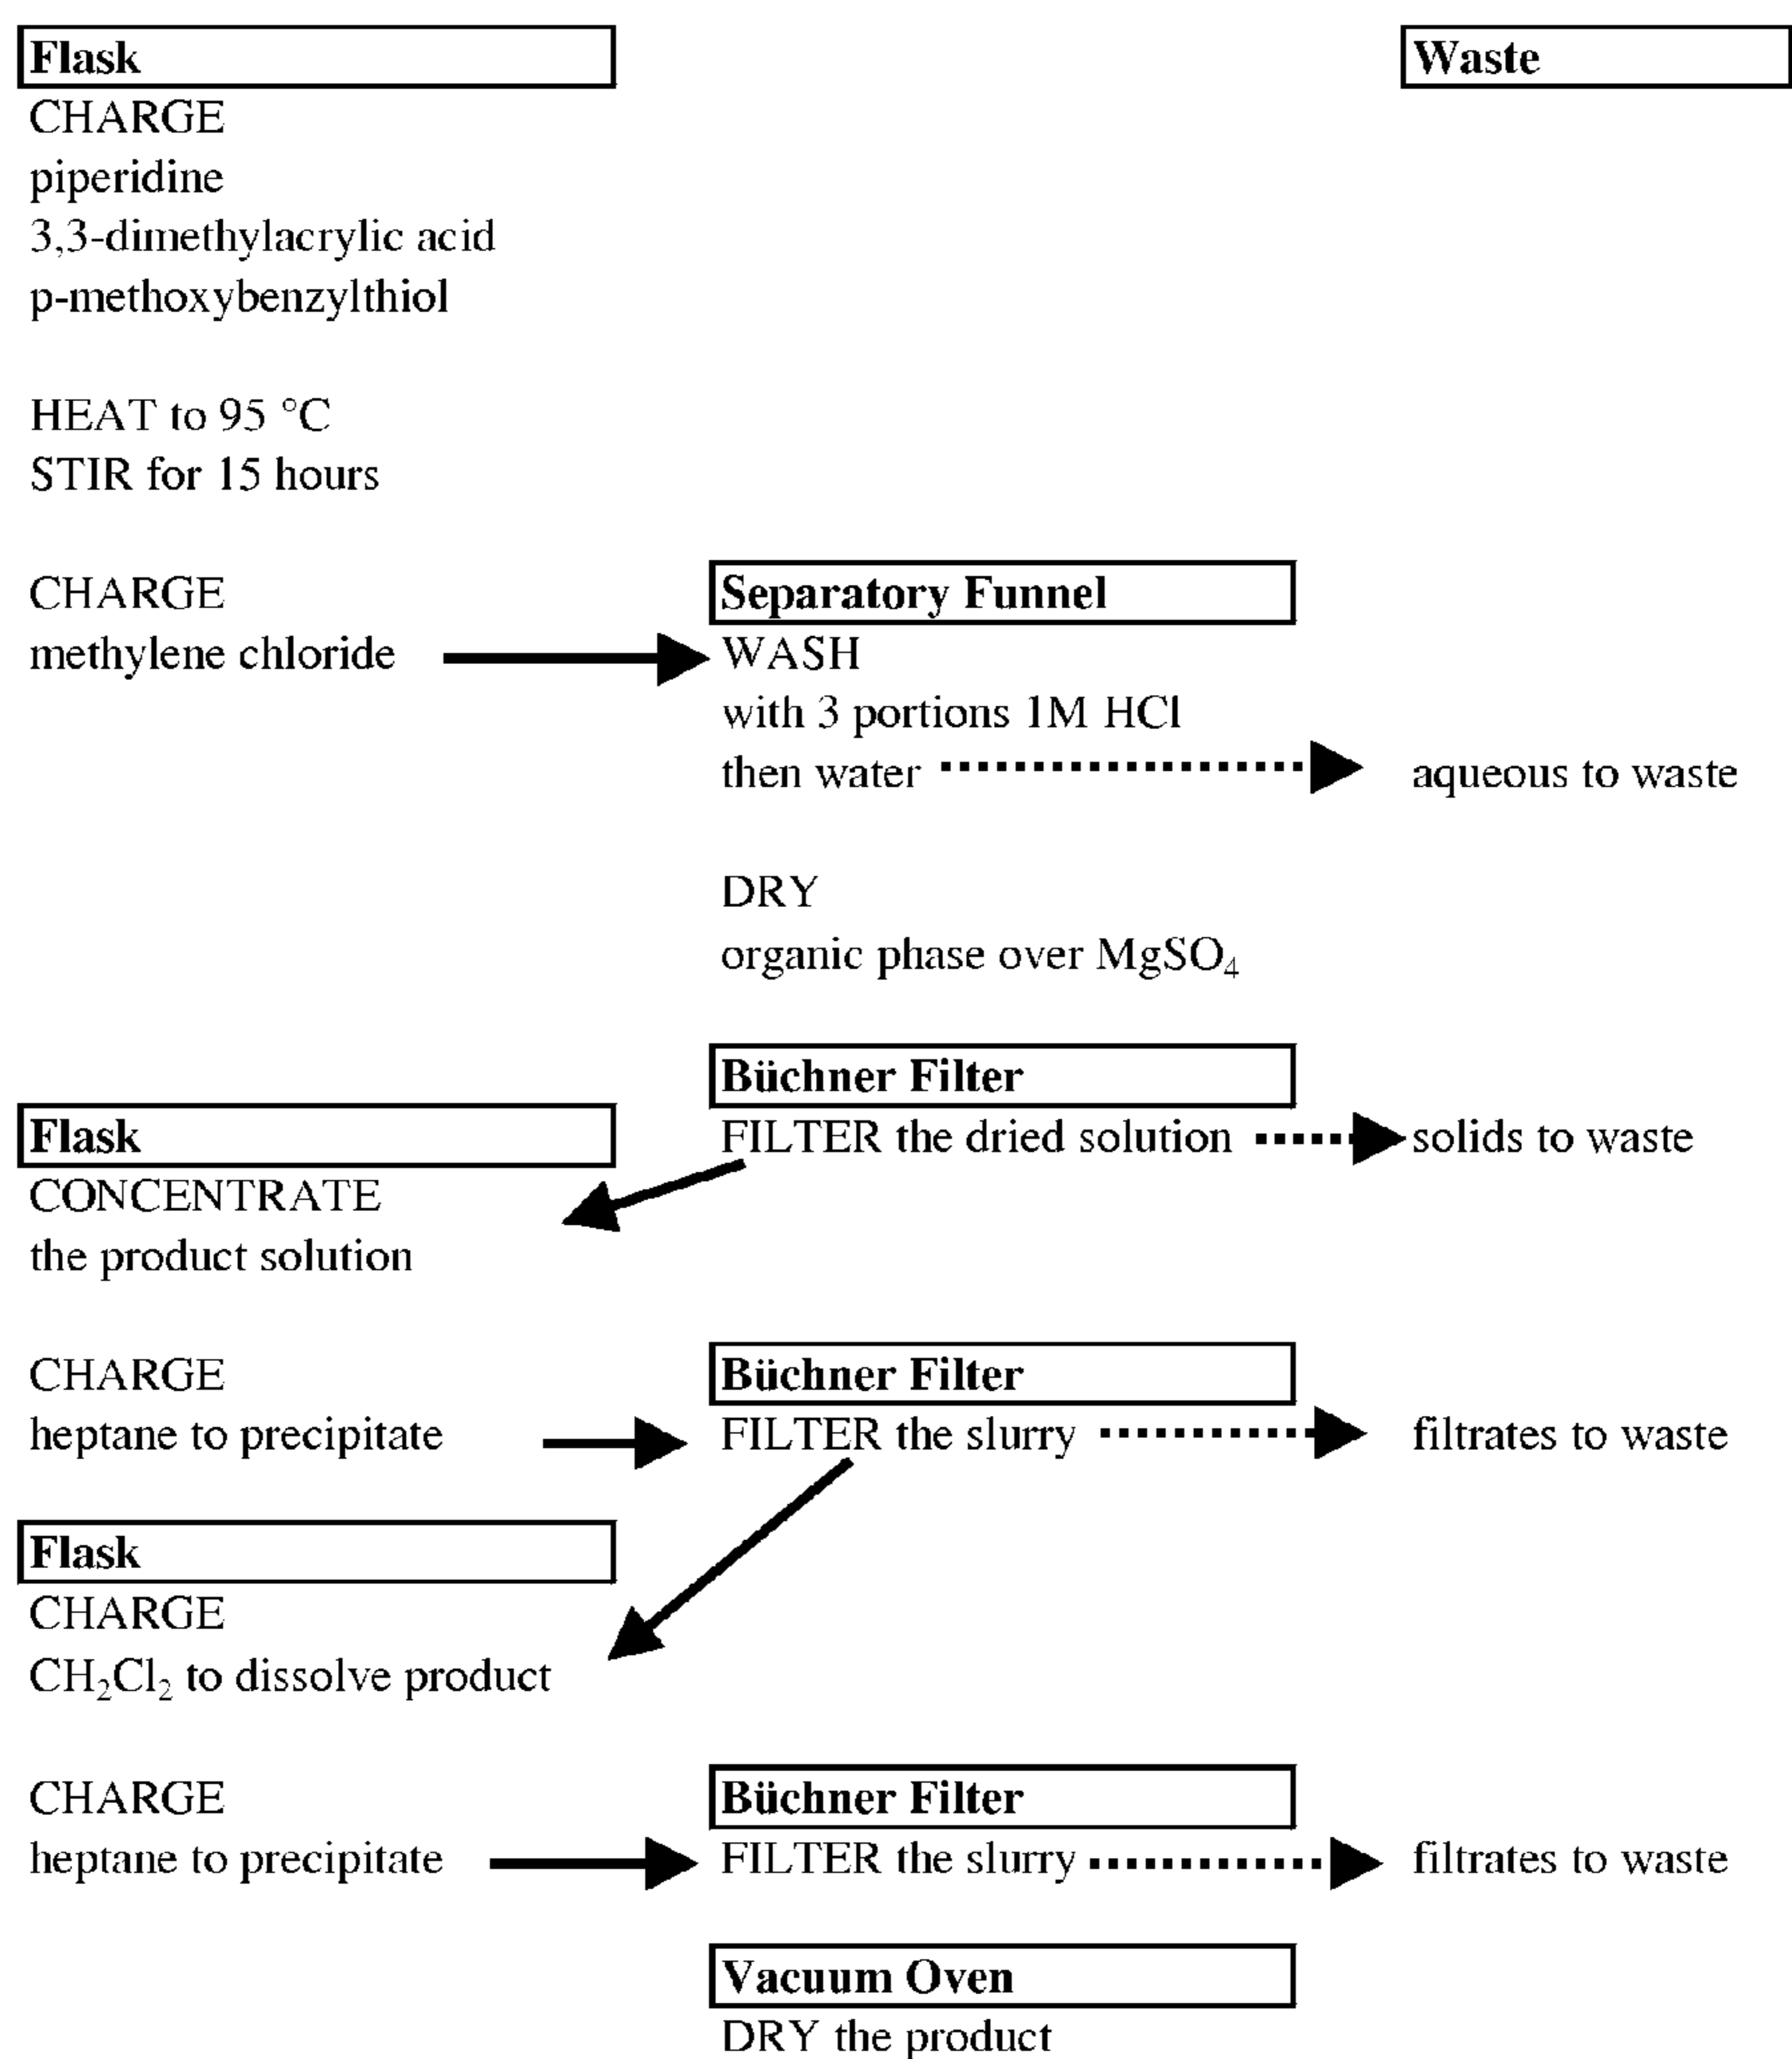 Flask
Waste
CHARGE
piperidine
3,3-dimethylacrylic acid
p-methoxybenzylthiol
HEAT to 95 °C
STIR for 15 hours
CHARGE
methylene chloride
Separatory Funnel
WASH
with 3 portions 1M HCl
then water
aqueous to waste
DRY
organic phase over MgSO₄
Büchner Filter
FILTER the dried solution
solids to waste
Flask
CONCENTRATE
the product solution
CHARGE
heptane to precipitate
Büchner Filter
FILTER the slurry
filtrates to waste
Flask
CHARGE
CH₂Cl₂ to dissolve product
CHARGE
heptane to precipitate
Büchner Filter
FILTER the slurry
filtrates to waste
Vacuum Oven
DRY the product